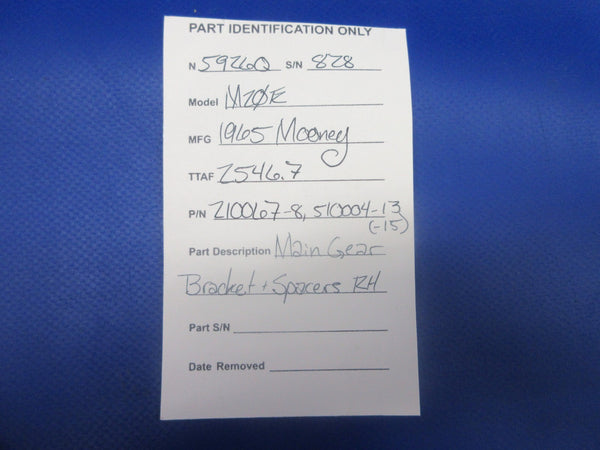 PART IDENTIFICATION ONLY
N 5926Q S/N 828
Model M20E
MFG 1965 Mooney
TTAF 2546.7
P/N 210067-8, 510004-13
(-15)
Part Description Main Gear
Bracket + Spacers RH
Part S/N
Date Removed